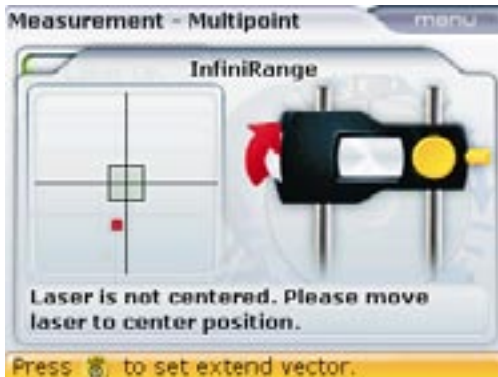 Measurement - Multipoint menu
InfiniRange
Laser is not centered. Please move
laser to center position.
Press to set extend vector.